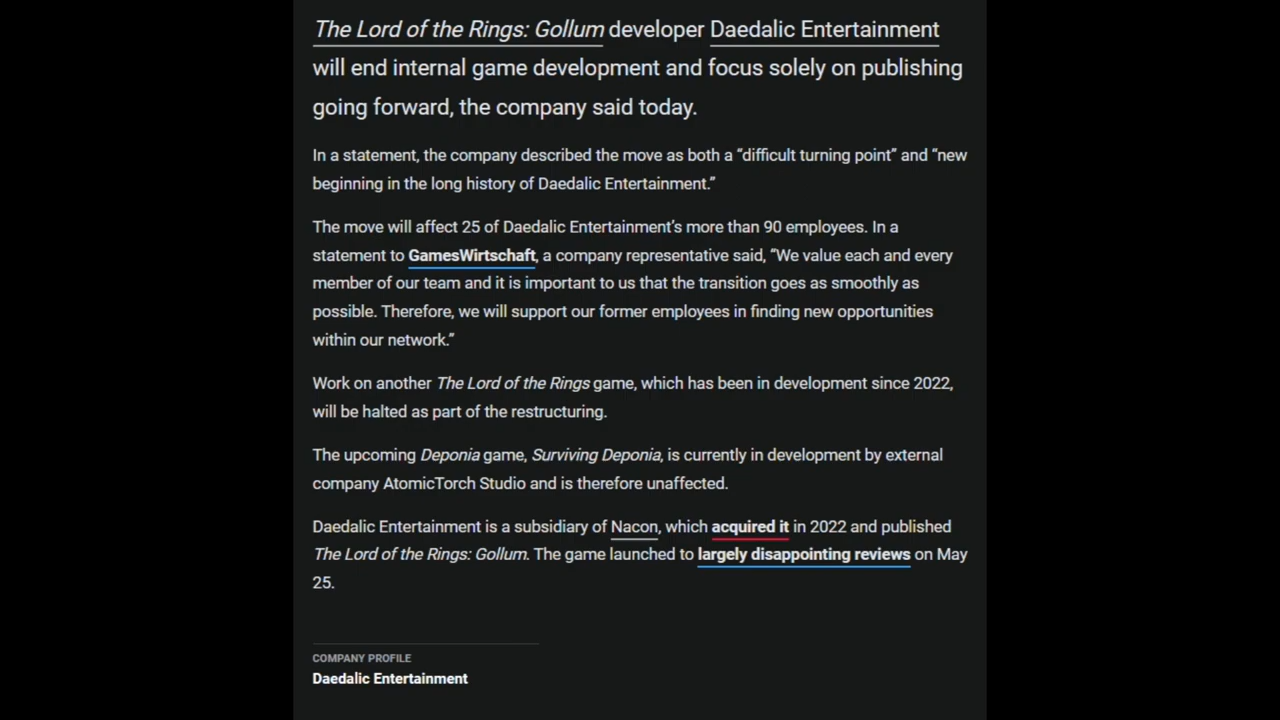 The Lord of the Rings: Gollum developer Daedalic Entertainment
will end internal game development and focus solely on publishing
going forward, the company said today.
In a statement, the company described the move as both a “difficult turning point” and “new
beginning in the long history of Daedalic Entertainment.”
The move will affect 25 of Daedalic Entertainment’s more than 90 employees. In a
statement to GamesWirtschaft, a company representative said, “We value each and every
member of our team and it is important to us that the transition goes as smoothly as
possible. Therefore, we will support our former employees in finding new opportunities
within our network.”
Work on another The Lord of the Rings game, which has been in development since 2022,
will be halted as part of the restructuring.
The upcoming Deponia game, Surviving Deponia, is currently in development by external
company AtomicTorch Studio and is therefore unaffected.
Daedalic Entertainment is a subsidiary of Nacon, which acquired it in 2022 and published
The Lord of the Rings: Gollum. The game launched to largely disappointing reviews on May
25.
COMPANY PROFILE
Daedalic Entertainment